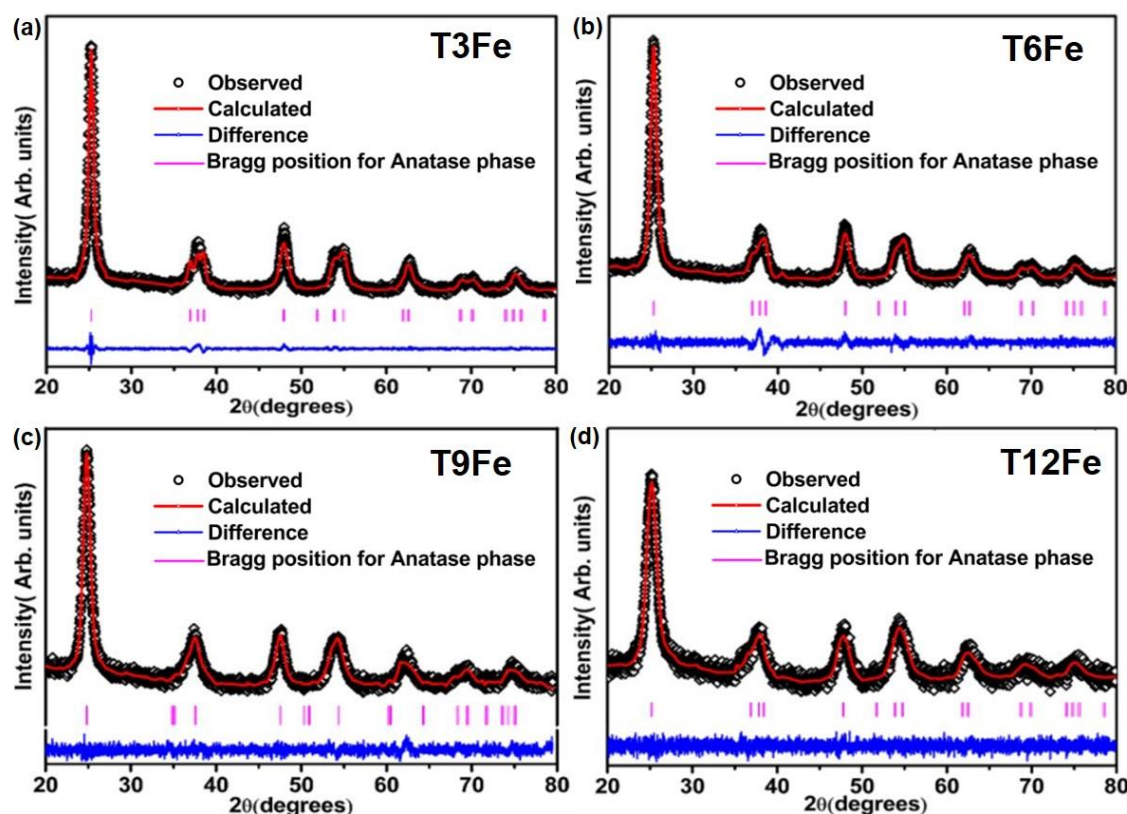 (a)
T3Fe
Observed
Calculated
Difference
Bragg position for Anatase phase
Intensity( Arb. units)
20 30 40 50 60 70 80
2θ(degrees)
(b)
T6Fe
Observed
Calculated
Difference
Bragg position for Anatase phase
Intensity( Arb. units)
20 30 40 50 60 70 80
2θ(degrees)
(c)
T9Fe
Observed
Calculated
Difference
Bragg position for Anatase phase
Intensity( Arb. units)
20 30 40 50 60 70 80
2θ(degrees)
(d)
T12Fe
Observed
Calculated
Difference
Bragg position for Anatase phase
Intensity( Arb. units)
20 30 40 50 60 70 80
2θ(degrees)